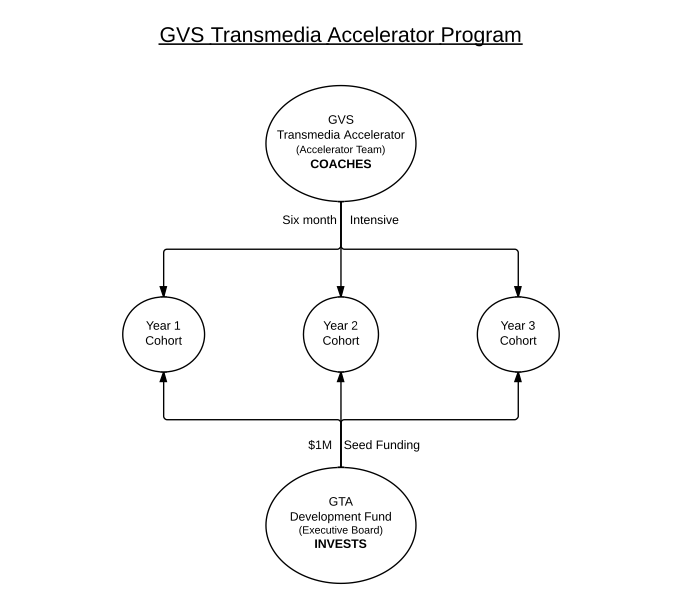 GVS Transmedia Accelerator Program
GVS
Transmedia Accelerator
(Accelerator Team)
COACHES
Six month Intensive
Year 1
Cohort
Year 2
Cohort
Year 3
Cohort
$1M Seed Funding
GTA
Development Fund
(Executive Board)
INVESTS